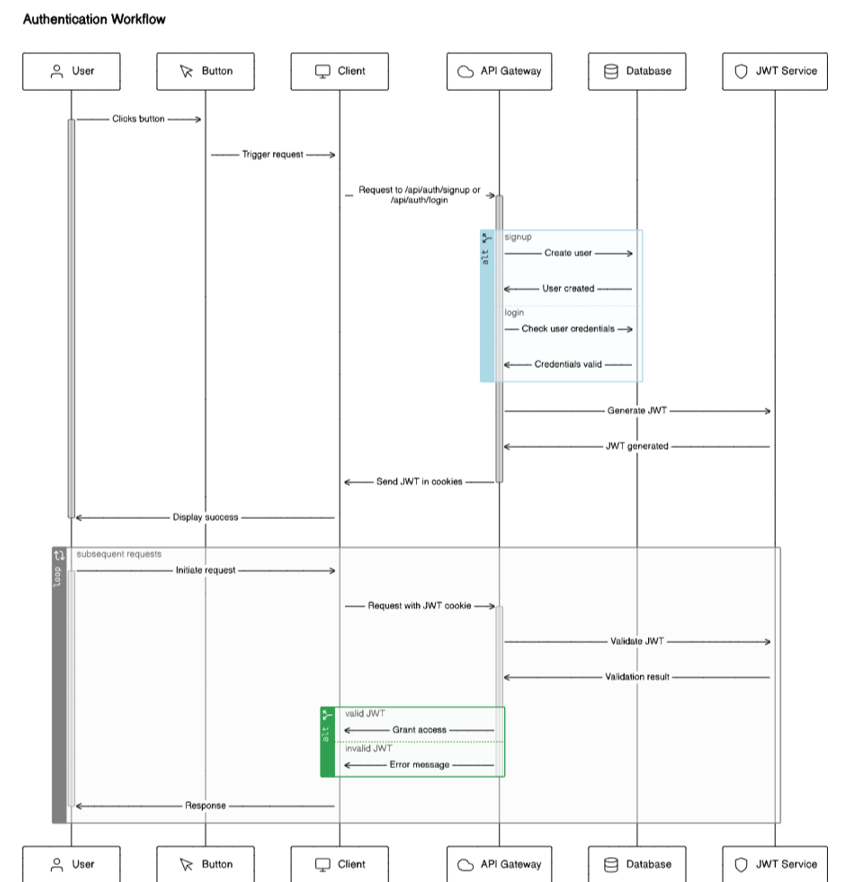 Authentication Workflow
User
Button
Client
API Gateway
Database
JWT Service
Clicks button
Trigger request
Request to /api/auth/signup or
/api/auth/login
alt
signup
Create user
User created
login
Check user credentials
Credentials valid
Generate JWT
JWT generated
Send JWT in cookies
Display success
loop
subsequent requests
Initiate request
Request with JWT cookie
Validate JWT
Validation result
alt
valid JWT
Grant access
invalid JWT
Error message
Response
User
Button
Client
API Gateway
Database
JWT Service